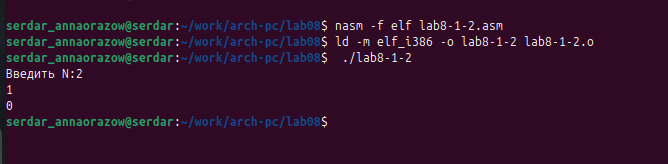 serdar_annaorazow@serdar:~/work/arch-pc/lab08$ nasm -f elf lab8-1-2.asm
serdar_annaorazow@serdar:~/work/arch-pc/lab08$ ld -m elf_i386 -o lab8-1-2 lab8-1-2.o
serdar_annaorazow@serdar:~/work/arch-pc/lab08$  ./lab8-1-2
Введить N:2
1
0
serdar_annaorazow@serdar:~/work/arch-pc/lab08$